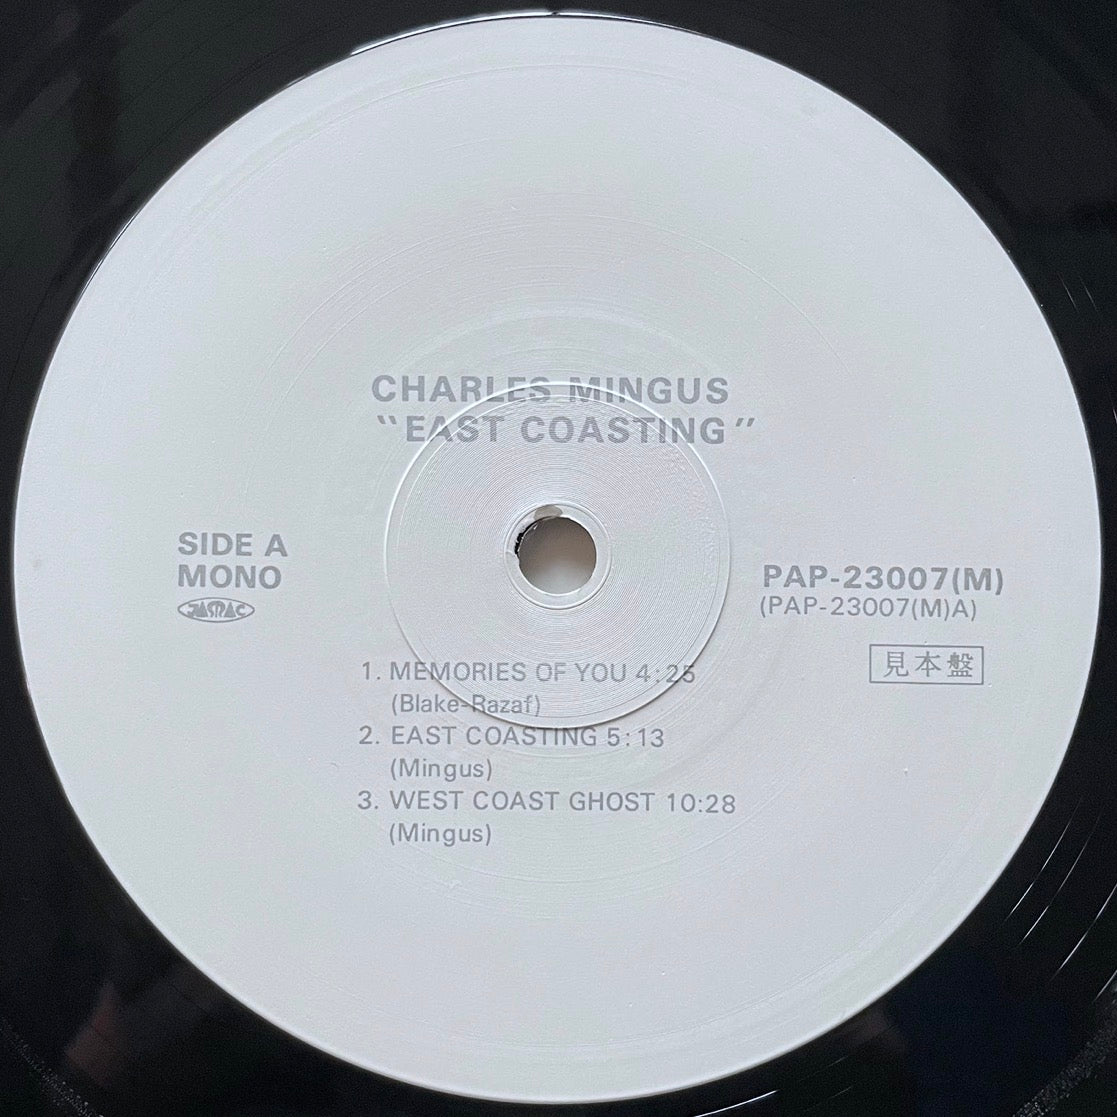 CHARLES MINGUS
"EAST COASTING"
SIDE A
MONO
JASRAC
PAP-23007(M)
(PAP-23007(M)A)
見本盤
1. MEMORIES OF YOU 4:25
(Blake-Razaf)
2. EAST COASTING 5:13
(Mingus)
3. WEST COAST GHOST 10:28
(Mingus)